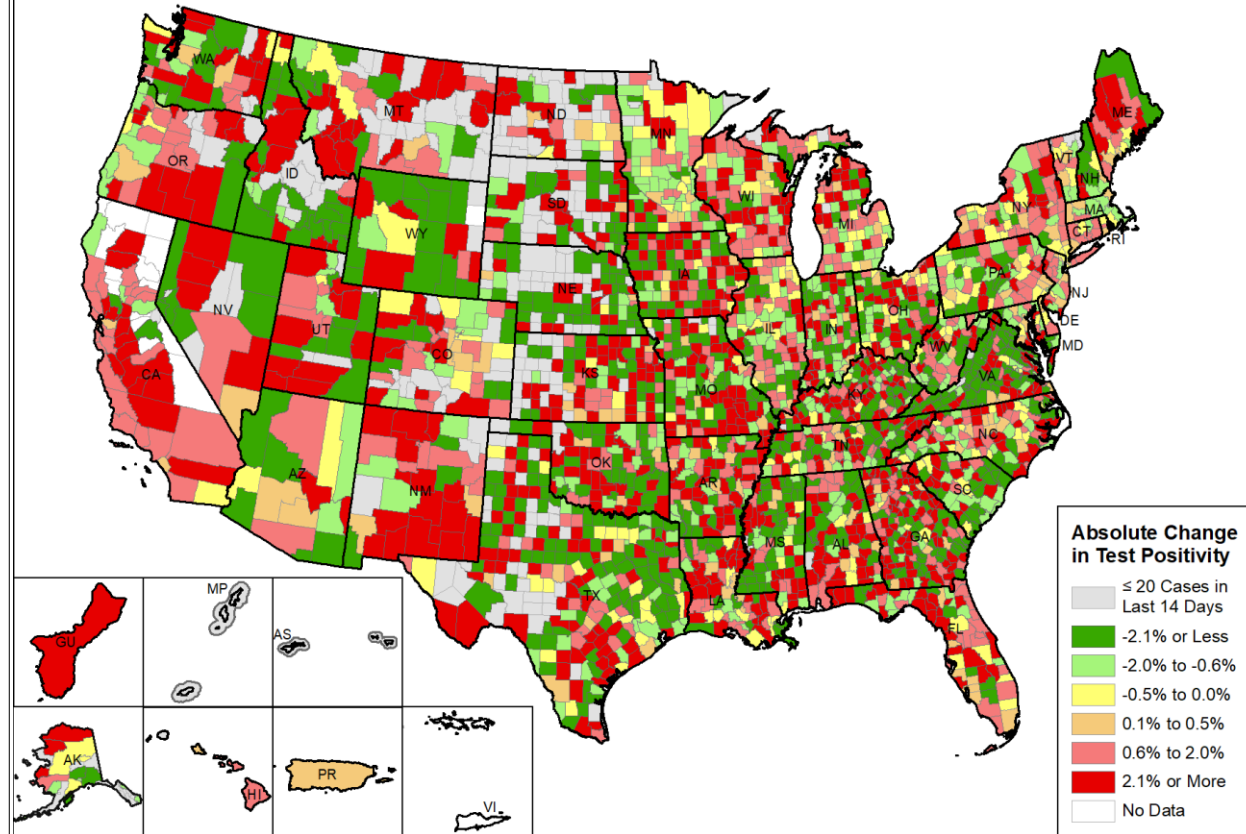 WA
MT
ND
MN
ME
OR
ID
SD
WI
VT
NH
NY
MA
CT
RI
WY
MI
IA
PA
NJ
NE
NV
UT
IL
IN
OH
DE
MD
CO
WV
CA
KS
MO
VA
KY
NC
TN
AZ
NM
OK
AR
SC
MS
AL
GA
TX
LA
FL
GU
MP
AS
AK
HI
PR
VI
Absolute Change
in Test Positivity
≤ 20 Cases in
Last 14 Days
-2.1% or Less
-2.0% to -0.6%
-0.5% to 0.0%
0.1% to 0.5%
0.6% to 2.0%
2.1% or More
No Data